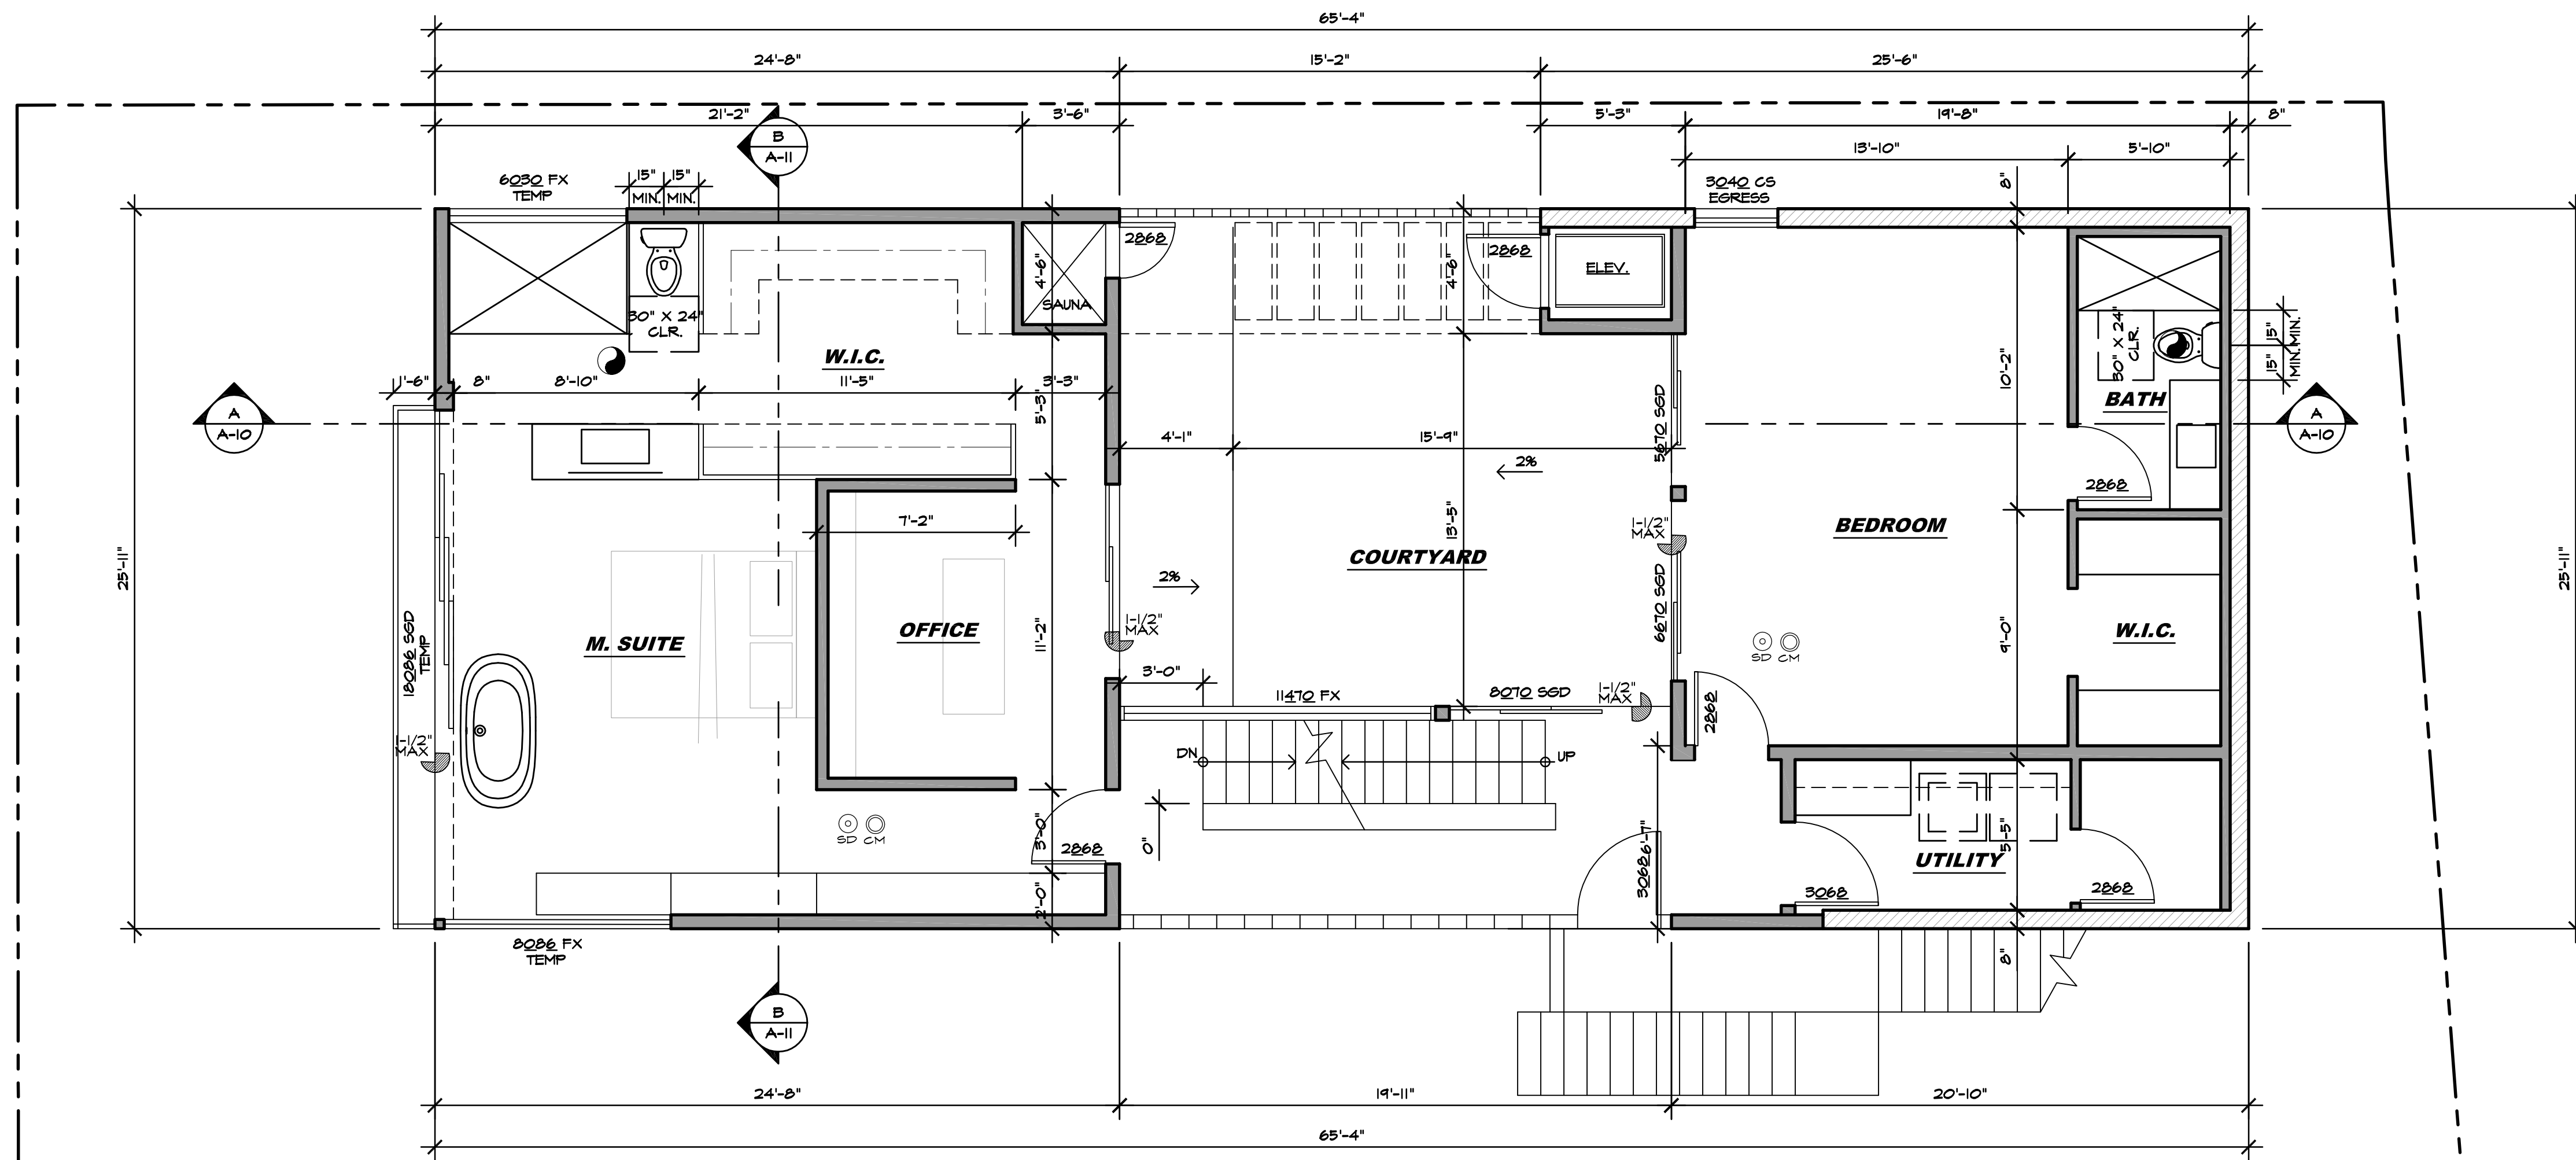 65'-4"
24'-8"
15'-2"
25'-6"
21'-2"
3'-6"
5'-3"
19'-8"
8"
B
A-11
13'-10"
5'-10"
6030 FX
TEMP
15"
15"
MIN.
MIN.
3040 CS
EGRESS
8"
2868
2868
4'-6"
4'-6"
ELEV.
SAUNA
30" X 24"
CLR.
30" X 24"
CLR.
15"
MIN.
15"
MIN.
W.I.C.
1'-6"
8"
8'-10"
11'-5"
3'-3"
5'-3"
10'-2"
BATH
A
A-10
A
A-10
5670 SGD
4'-1"
15'-9"
2%
2868
7'-2"
13'-5"
1-1/2"
MAX
BEDROOM
25'-11"
25'-11"
COURTYARD
2%
6670 SGD
18086 SGD
TEMP
M. SUITE
OFFICE
11'-2"
1-1/2"
MAX
9'-0"
W.I.C.
SD
CM
3'-0"
11470 FX
8070 SGD
1-1/2"
MAX
2868
1-1/2"
MAX
DN
UP
SD
CM
3'-0"
2868
0"
6'-7"
3068
5'-5"
UTILITY
3068
2868
2'-0"
8086 FX
TEMP
8"
B
A-11
24'-8"
19'-11"
20'-10"
65'-4"